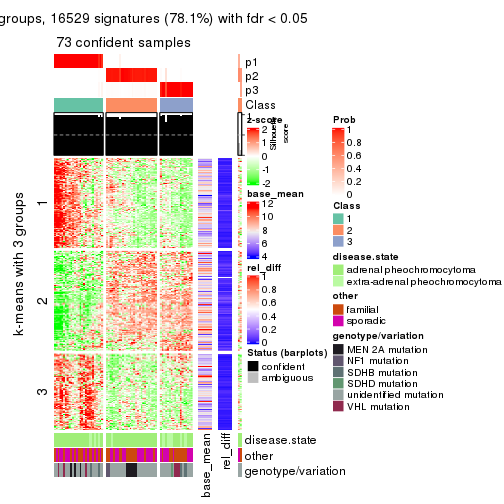 groups, 16529 signatures (78.1%) with fdr < 0.05
73 confident samples
p1
p2
p3
Class
1
Silhouette
score
k-means with 3 groups
1
2
3
base_mean
rel_diff
disease.state
other
genotype/variation
z-score
2
1
0
-1
-2
base_mean
12
10
8
6
4
rel_diff
1
0.8
0.6
0.4
0.2
0
Status (barplots)
confident
ambiguous
Prob
1
0.8
0.6
0.4
0.2
0
Class
1
2
3
disease.state
adrenal pheochromocytoma
extra-adrenal pheochromocytoma
other
familial
sporadic
genotype/variation
MEN 2A mutation
NF1 mutation
SDHB mutation
SDHD mutation
unidentified mutation
VHL mutation